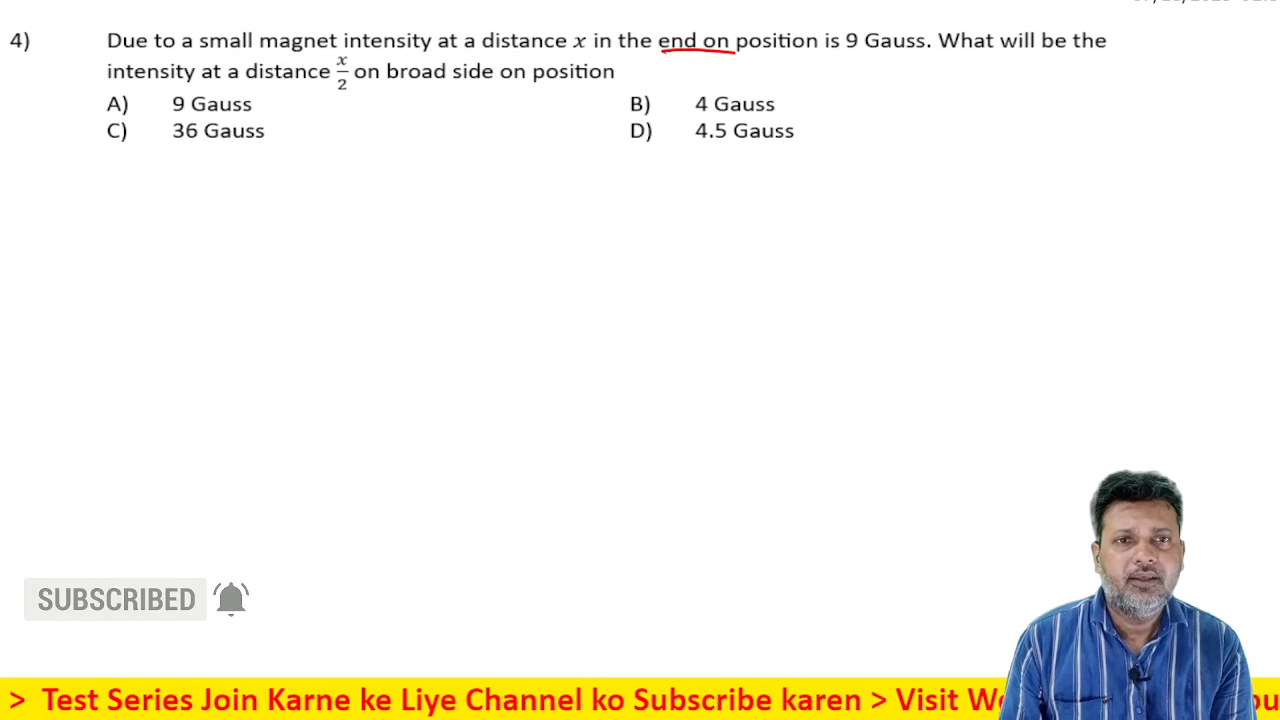 4) Due to a small magnet intensity at a distance x in the end on position is 9 Gauss. What will be the
intensity at a distance x/2 on broad side on position
A) 9 Gauss B) 4 Gauss
C) 36 Gauss D) 4.5 Gauss
SUBSCRIBED
> Test Series Join Karne ke Liye Channel ko Subscribe karen > Visit